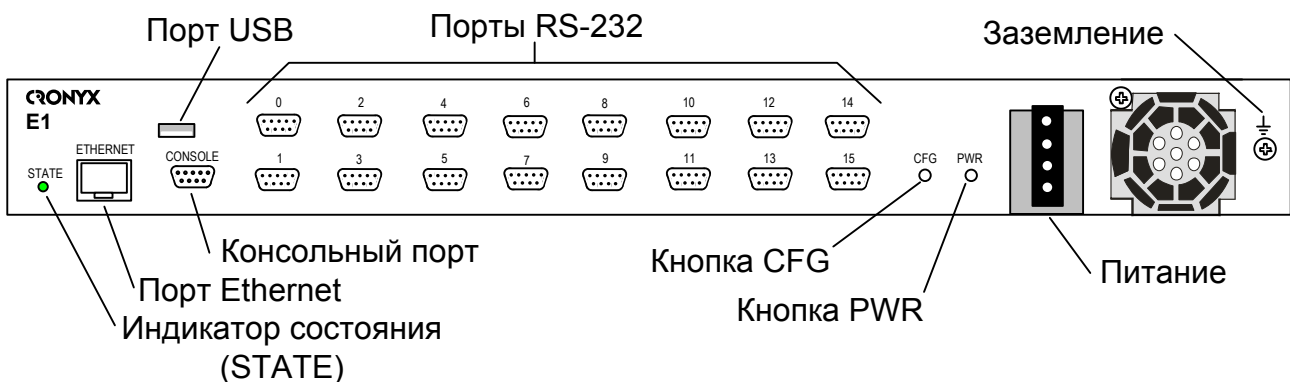 Порт USB
Порты RS-232
Заземление
CRONYX
E1
0 2 4 6 8 10 12 14
ETHERNET
CONSOLE
STATE
1 3 5 7 9 11 13 15
CFG PWR
Консольный порт
Порт Ethernet
Индикатор состояния
(STATE)
Кнопка CFG
Кнопка PWR
Питание